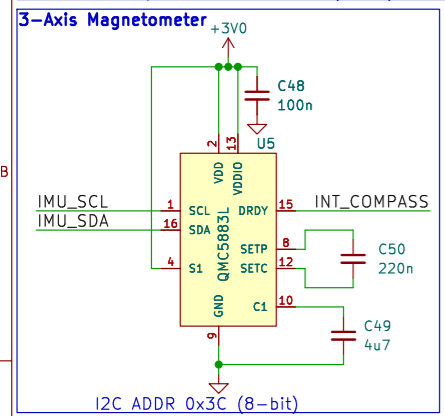 3-Axis Magnetometer
+3V0
C48
100n
U5
2
13
VDD
VDDIO
IMU_SCL
1
SCL
DRDY
15
INT_COMPASS
IMU_SDA
16
SDA
QMC5883L
SETP
8
C50
220n
4
S1
SETC
12
GND
C1
10
9
C49
4u7
B
I2C ADDR 0x3C (8-bit)